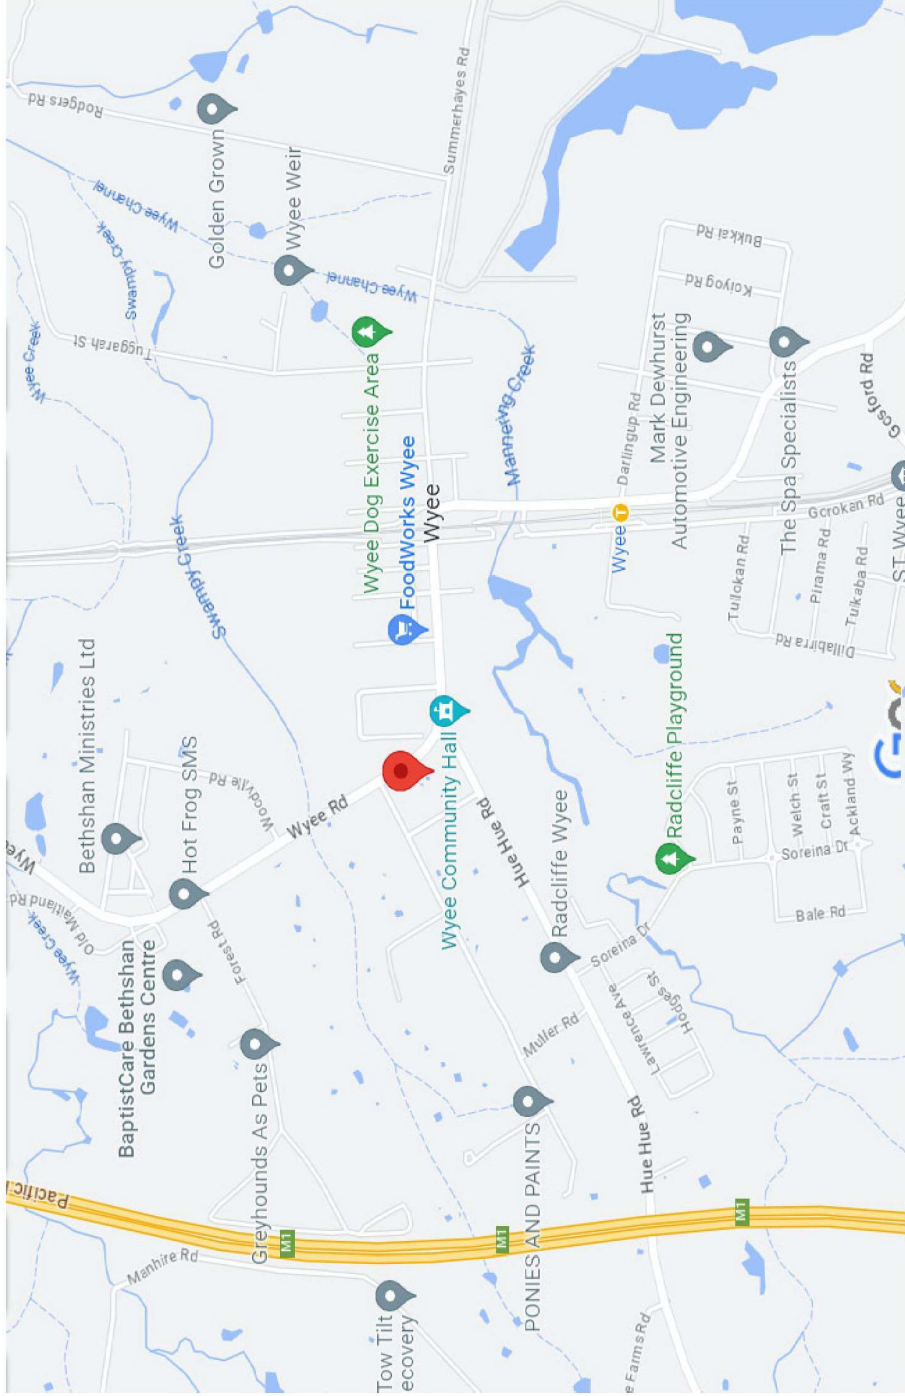 Pacific
Manhire Rd
Tow Tilt
ecovery
M1
M1
M1
Greyhounds As Pets
PONIES AND PAINTS
Hue Hue Rd
e Farms Rd
BaptistCare Bethshan
Gardens Centre
Wyee Creek
Old Maitland Rd
Wyee
Forest Rd
Muller Rd
Lawrence Ave
Hodges St
Soreina Dr
Radcliffe Wyee
Bale Rd
Bethshan Ministries Ltd
Hot Frog SMS
Woodville Rd
Wyee Rd
Wyee Community Hall
Hue Hue Rd
Radcliffe Playground
Payne St
Welch St
Craft St
Ackland Wy
Soreina Dr
Swampy Creek
FoodWorks Wyee
Wyee
Wyee Dog Exercise Area
Wyee
T
Tullokan Rd
Pirama Rd
Tulkaba Rd
Dillabirra Rd
Gorokan Rd
ST Wyee
Gosford Rd
Mannering Creek
Darlingup Rd
Mark Dewhurst
Automotive Engineering
The Spa Specialists
Koiyog Rd
Bukkai Rd
Wyee Creek
Tuggarah St
Swampy Creek
Wyee Channel
Wyee Channel
Golden Grown
Wyee Weir
Rodgers Rd
Summerhayes Rd